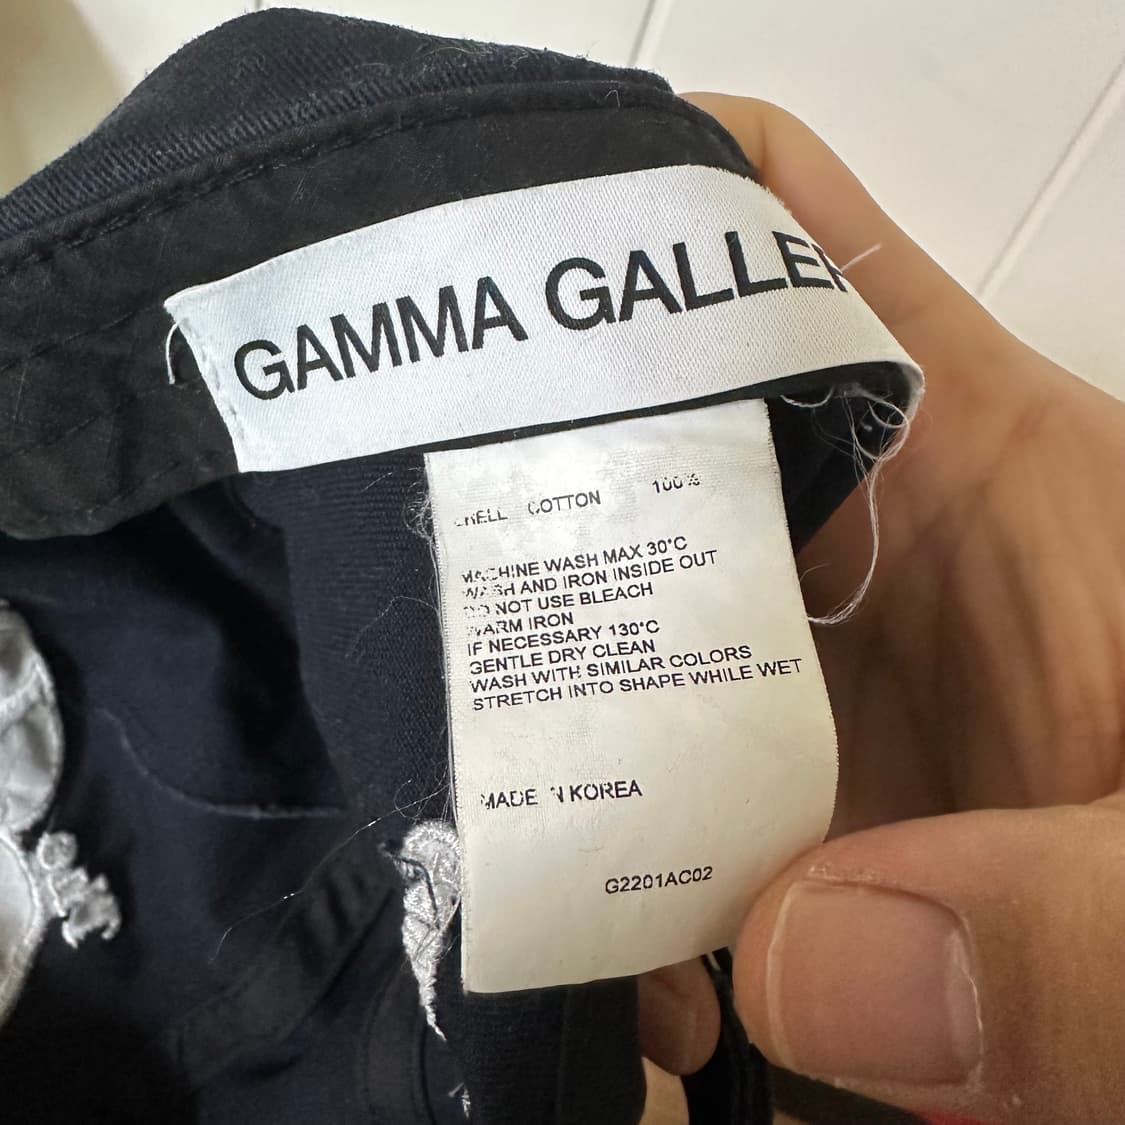 GAMMA GALLER
SHELL COTTON 100%
MACHINE WASH MAX 30°C
WASH AND IRON INSIDE OUT
DO NOT USE BLEACH
WARM IRON
IF NECESSARY 130°C
GENTLE DRY CLEAN
WASH WITH SIMILAR COLORS
STRETCH INTO SHAPE WHILE WET
MADE IN KOREA
G2201AC02